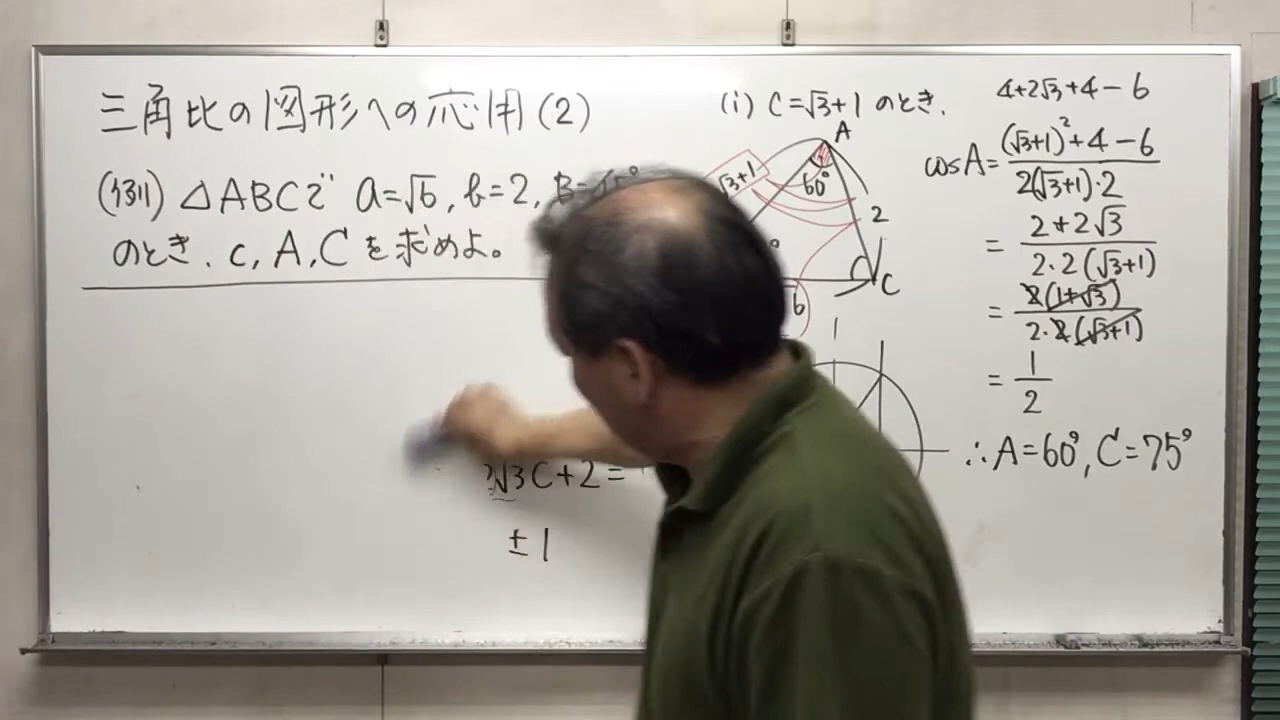 三角比の図形への応用(2)
(例) △ABCで a=√6, b=2, B=45°
のとき、c, A, C を求めよ。
√3C+2=
±1
(i) C=√3+1 のとき、
A
√3+1
60°
2
C
4+2√3+4-6
cosA=((√3+1)²+4-6)/(2(√3+1)·2)
=(2+2√3)/(2·2(√3+1))
=(2(1+√3))/(2·2(√3+1))
=1/2
∴A=60°, C=75°
1